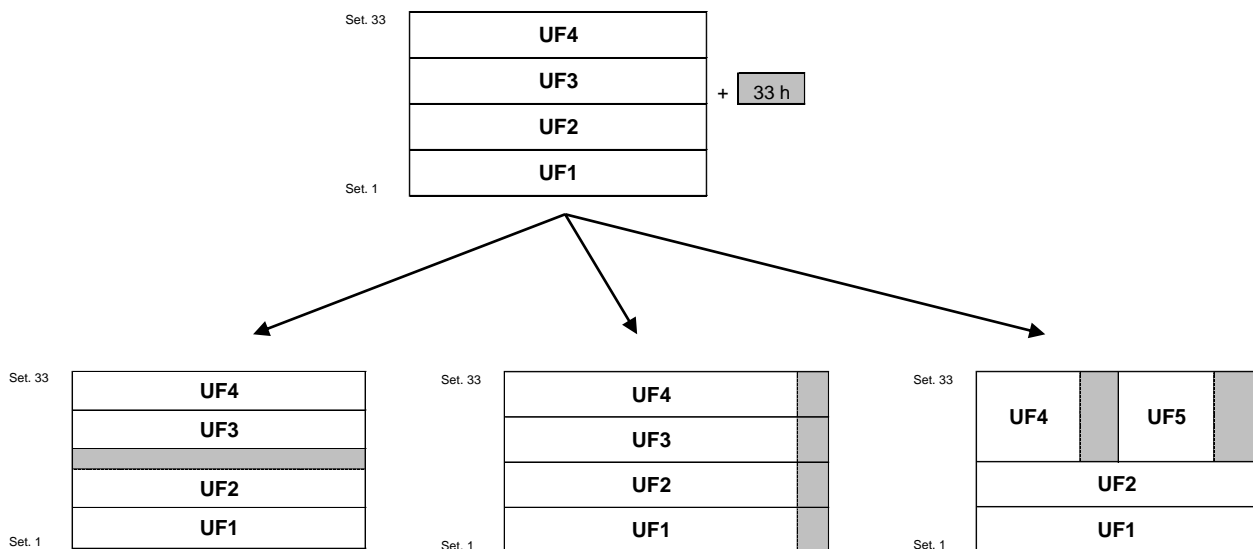 Set. 33
UF4
UF3
+ 33 h
UF2
UF1
Set. 1
Set. 33
UF4
UF3
UF2
UF1
Set. 1
Set. 33
UF4
UF3
UF2
UF1
Set. 1
Set. 33
UF4 UF5
UF2
UF1
Set. 1